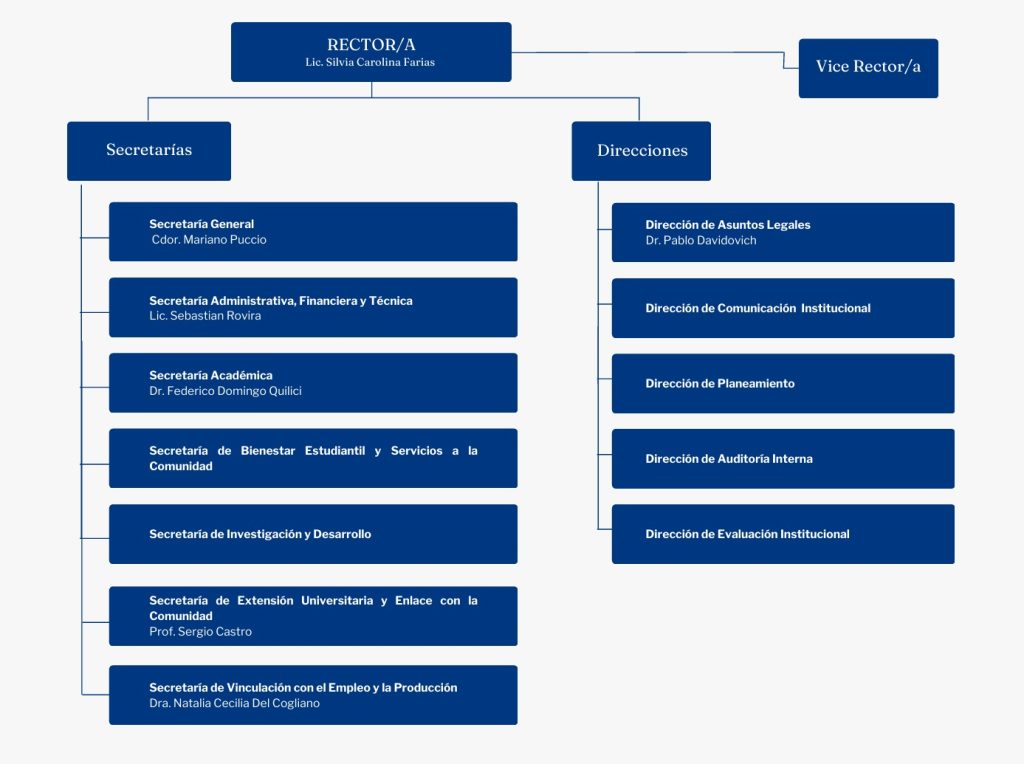 RECTOR/A
Lic. Silvia Carolina Farias
Vice Rector/a
Secretarías
Secretaría General
Cdor. Mariano Puccio
Secretaría Administrativa, Financiera y Técnica
Lic. Sebastian Rovira
Secretaría Académica
Dr. Federico Domingo Quilici
Secretaría de Bienestar Estudiantil y Servicios a la
Comunidad
Secretaría de Investigación y Desarrollo
Secretaría de Extensión Universitaria y Enlace con la
Comunidad
Prof. Sergio Castro
Secretaría de Vinculación con el Empleo y la Producción
Dra. Natalia Cecilia Del Cogliano
Direcciones
Dirección de Asuntos Legales
Dr. Pablo Davidovich
Dirección de Comunicación Institucional
Dirección de Planeamiento
Dirección de Auditoría Interna
Dirección de Evaluación Institucional